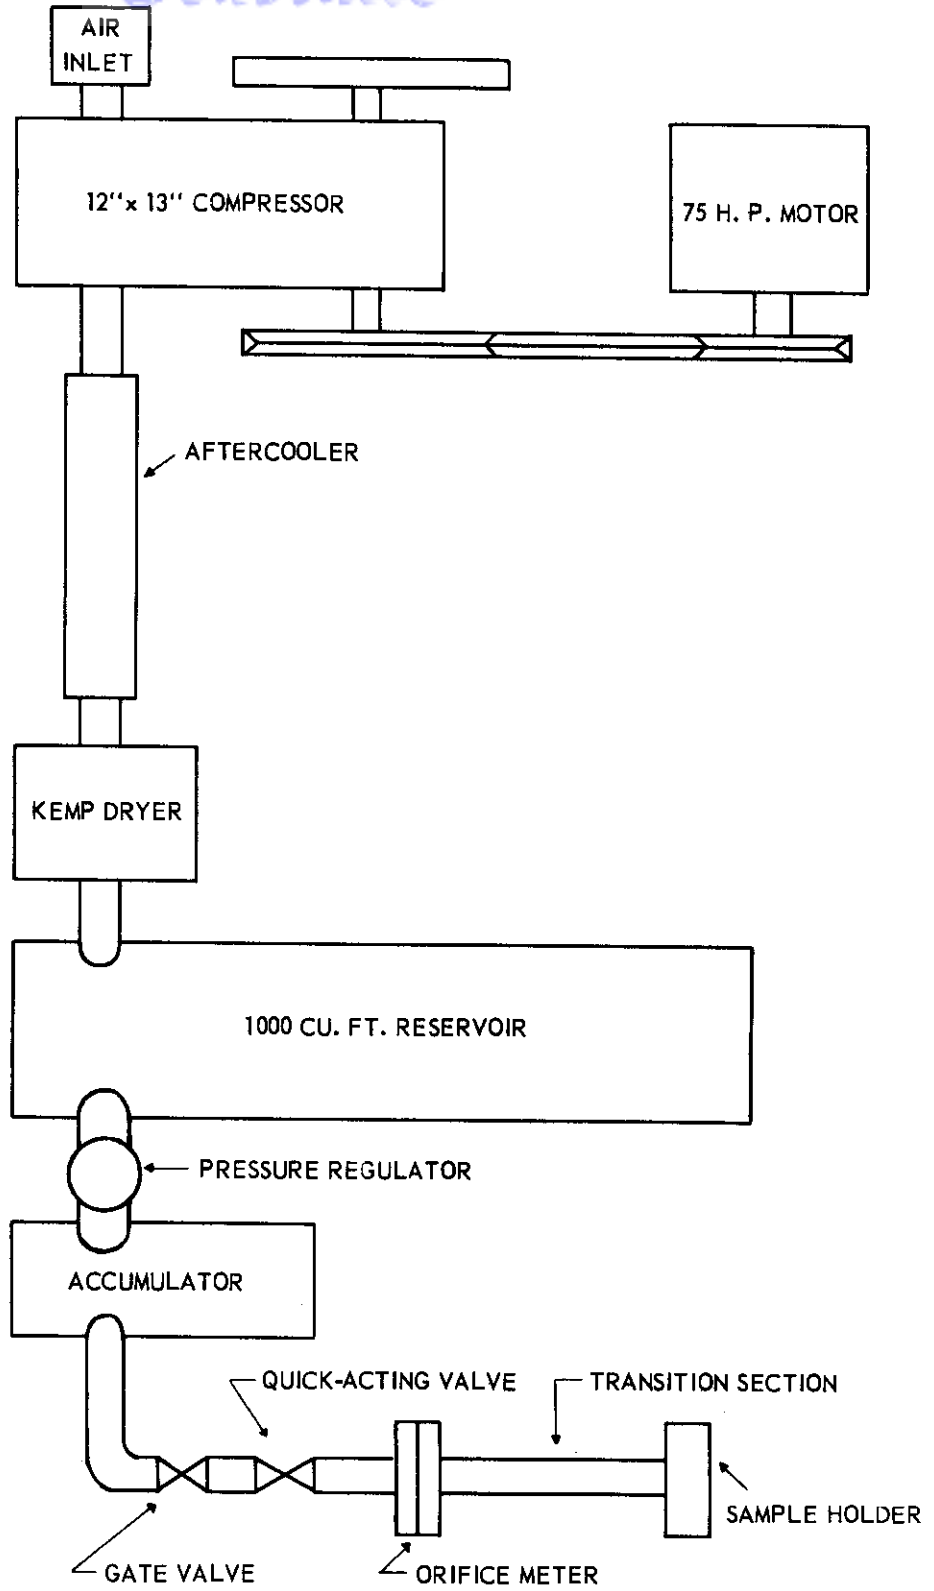 AIR
INLET
12"x 13" COMPRESSOR
75 H. P. MOTOR
AFTERCOOLER
KEMP DRYER
1000 CU. FT. RESERVOIR
PRESSURE REGULATOR
ACCUMULATOR
QUICK-ACTING VALVE
TRANSITION SECTION
SAMPLE HOLDER
GATE VALVE
ORIFICE METER